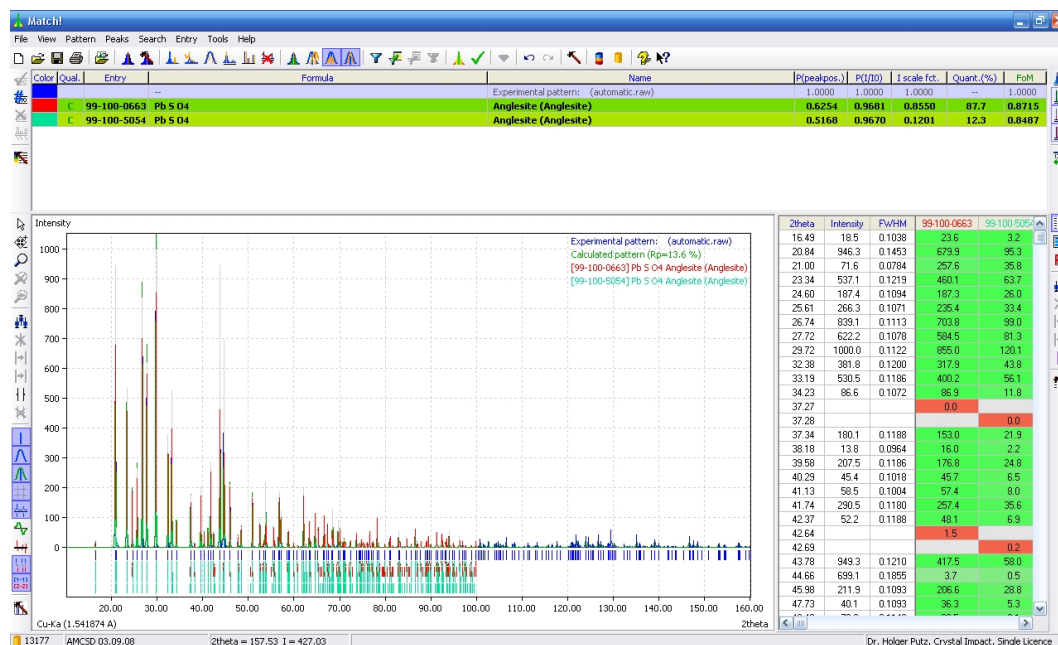 Match!
File View Pattern Peaks Search Entry Tools Help
Color Qual. Entry Formula Name P(peakpos.) P(I/I0) I scale fct. Quant.(%) FoM
-- Experimental pattern: (automatic.raw) 1.0000 1.0000 1.0000 -- 1.0000
C 99-100-0663 Pb S O4 Anglesite (Anglesite) 0.6254 0.9681 0.8550 87.7 0.8715
C 99-100-5054 Pb S O4 Anglesite (Anglesite) 0.5168 0.9670 0.1201 12.3 0.8487
Intensity
Experimental pattern: (automatic.raw)
Calculated pattern (Rp=13.6 %)
[99-100-0663] Pb S O4 Anglesite (Anglesite)
[99-100-5054] Pb S O4 Anglesite (Anglesite)
1000
900
800
700
600
500
400
300
200
100
0
10.00 20.00 30.00 40.00 50.00 60.00 70.00 80.00 90.00 100.00 110.00 120.00 130.00 140.00 150.00 160.00
Cu-Ka (1.541874 A) 2theta
2theta Intensity FWHM 99-100-0663 99-100-5054
16.49 18.5 0.1038 23.6 3.2
20.84 946.3 0.1453 679.9 95.3
21.00 71.6 0.0784 257.6 35.8
23.34 537.1 0.1219 460.1 63.7
24.60 187.4 0.1094 187.3 26.0
25.61 266.3 0.1071 235.4 33.4
26.74 839.1 0.1113 703.8 99.0
27.72 622.2 0.1078 584.5 81.3
29.72 1000.0 0.1122 855.0 120.1
32.38 381.8 0.1200 317.9 43.8
33.19 530.5 0.1186 400.2 56.1
34.23 86.6 0.1072 86.9 11.8
37.27 0.0
37.28 0.0
37.34 180.1 0.1188 153.0 21.9
38.18 13.8 0.0964 16.0 2.2
39.58 207.5 0.1186 176.8 24.8
40.29 45.4 0.1018 45.7 6.5
41.13 58.5 0.1004 57.4 8.0
41.74 290.5 0.1180 257.4 35.6
42.37 52.2 0.1188 48.1 6.9
42.64 1.5
42.69 0.2
43.78 949.3 0.1210 417.5 58.0
44.66 699.1 0.1855 3.7 0.5
45.98 211.9 0.1093 206.6 28.8
47.73 40.1 0.1093 36.3 5.3
13177 AMCSD 03.09.08 2theta = 157.53 I = 427.03 Dr. Holger Putz, Crystal Impact, Single Licence